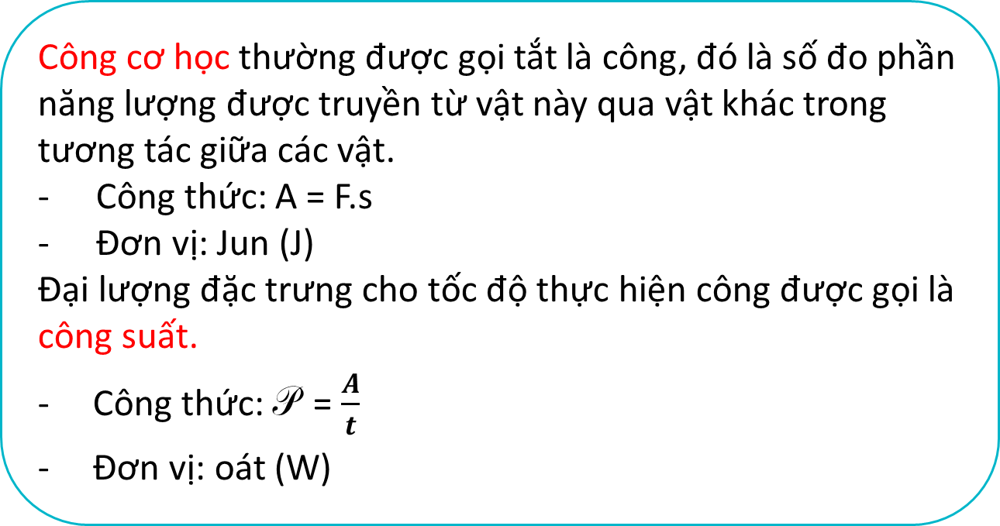 Công cơ học thường được gọi tắt là công, đó là số đo phần
năng lượng được truyền từ vật này qua vật khác trong
tương tác giữa các vật.
- Công thức: A = F.s
- Đơn vị: Jun (J)
Đại lượng đặc trưng cho tốc độ thực hiện công được gọi là
công suất.
- Công thức: 𝒫 = A/t
- Đơn vị: oát (W)